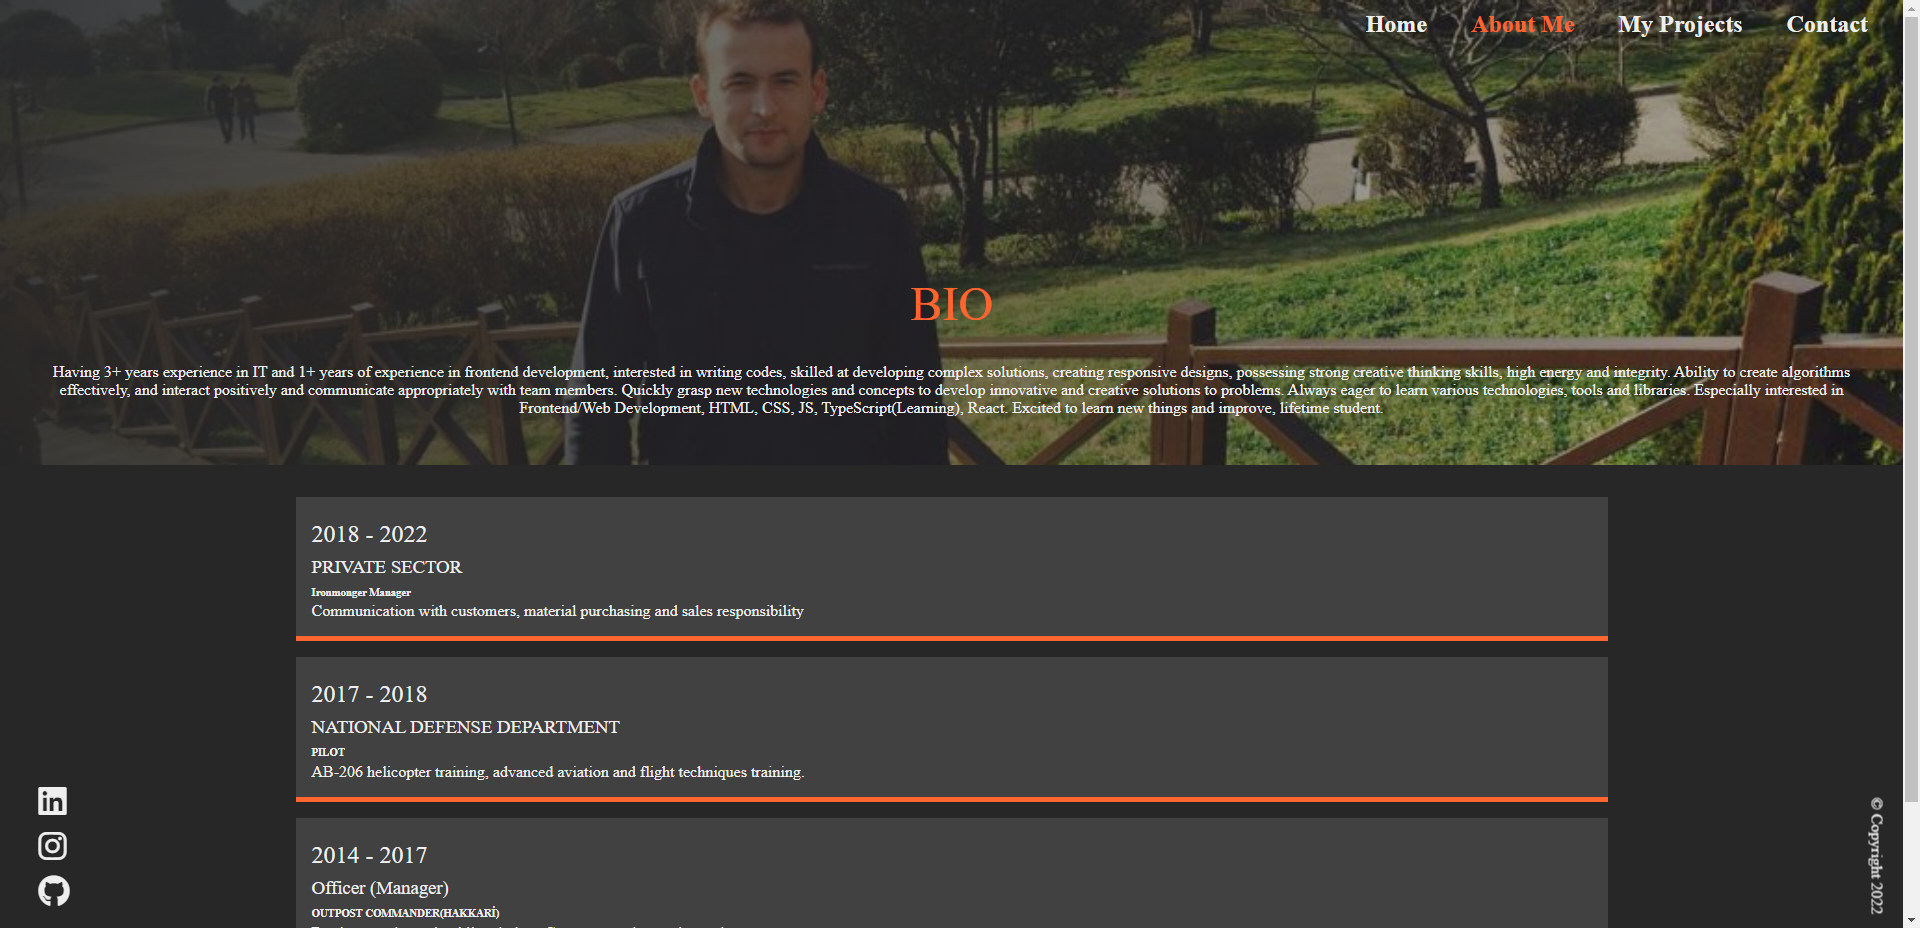 Home About Me My Projects Contact
BIO
Having 3+ years experience in IT and 1+ years of experience in frontend development, interested in writing codes, skilled at developing complex solutions, creating responsive designs, possessing strong creative thinking skills, high energy and integrity. Ability to create algorithms
effectively, and interact positively and communicate appropriately with team members. Quickly grasp new technologies and concepts to develop innovative and creative solutions to problems. Always eager to learn various technologies, tools and libraries. Especially interested in
Frontend/Web Development, HTML, CSS, JS, TypeScript(Learning), React. Excited to learn new things and improve, lifetime student.
2018 - 2022
PRIVATE SECTOR
Ironmonger Manager
Communication with customers, material purchasing and sales responsibility
2017 - 2018
NATIONAL DEFENSE DEPARTMENT
PILOT
AB-206 helicopter training, advanced aviation and flight techniques training.
2014 - 2017
Officer (Manager)
OUTPOST COMMANDER(HAKKARİ)
in
© Copyright 2022